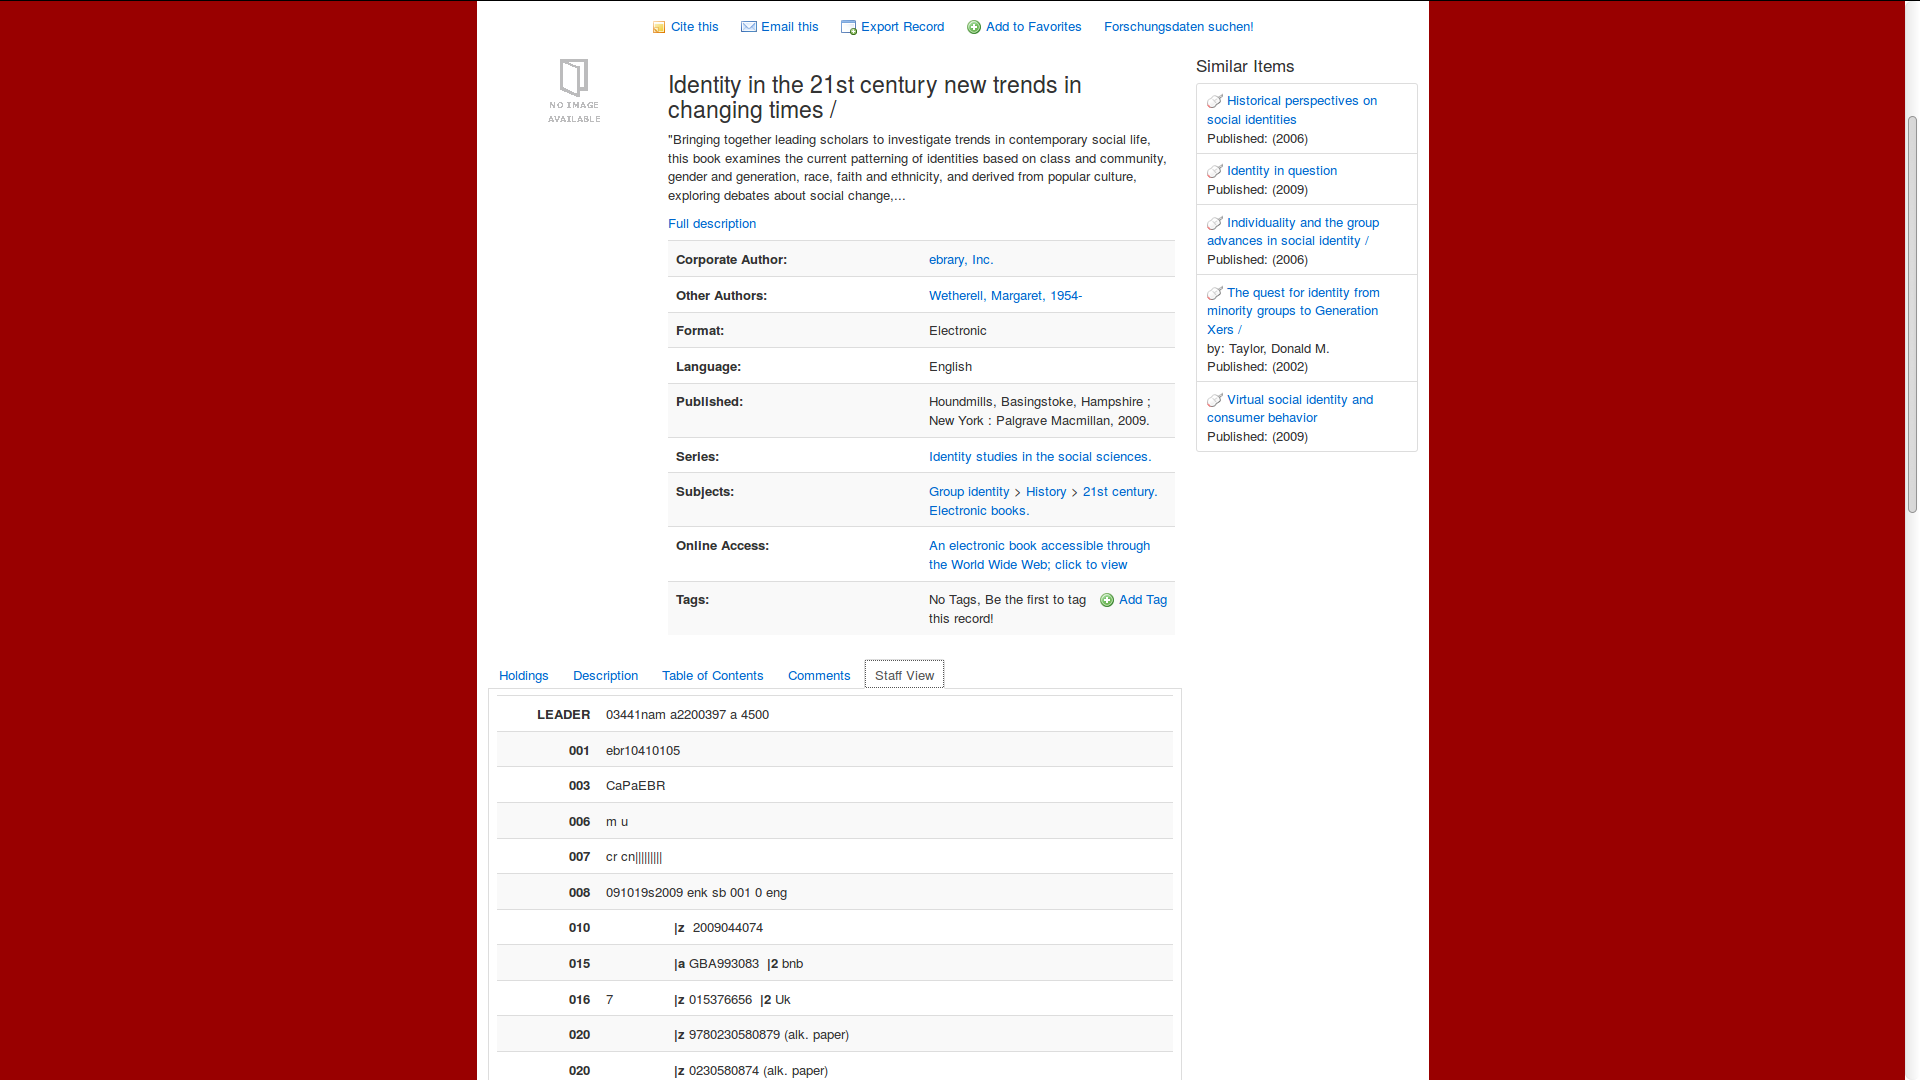 Cite this Email this Export Record Add to Favorites Forschungsdaten suchen!
NO IMAGE
AVAILABLE
Identity in the 21st century new trends in
changing times /
"Bringing together leading scholars to investigate trends in contemporary social life,
this book examines the current patterning of identities based on class and community,
gender and generation, race, faith and ethnicity, and derived from popular culture,
exploring debates about social change,...
Full description
Corporate Author: ebrary, Inc.
Other Authors: Wetherell, Margaret, 1954-
Format: Electronic
Language: English
Published: Houndmills, Basingstoke, Hampshire ;
New York : Palgrave Macmillan, 2009.
Series: Identity studies in the social sciences.
Subjects: Group identity > History > 21st century.
Electronic books.
Online Access: An electronic book accessible through
the World Wide Web; click to view
Tags: No Tags, Be the first to tag Add Tag
this record!
Similar Items
Historical perspectives on
social identities
Published: (2006)
Identity in question
Published: (2009)
Individuality and the group
advances in social identity /
Published: (2006)
The quest for identity from
minority groups to Generation
Xers /
by: Taylor, Donald M.
Published: (2002)
Virtual social identity and
consumer behavior
Published: (2009)
Holdings Description Table of Contents Comments Staff View
LEADER 03441nam a2200397 a 4500
001 ebr10410105
003 CaPaEBR
006 m u
007 cr cn|||||||||
008 091019s2009 enk sb 001 0 eng
010 |z 2009044074
015 |a GBA993083 |2 bnb
016 7 |z 015376656 |2 Uk
020 |z 9780230580879 (alk. paper)
020 |z 0230580874 (alk. paper)